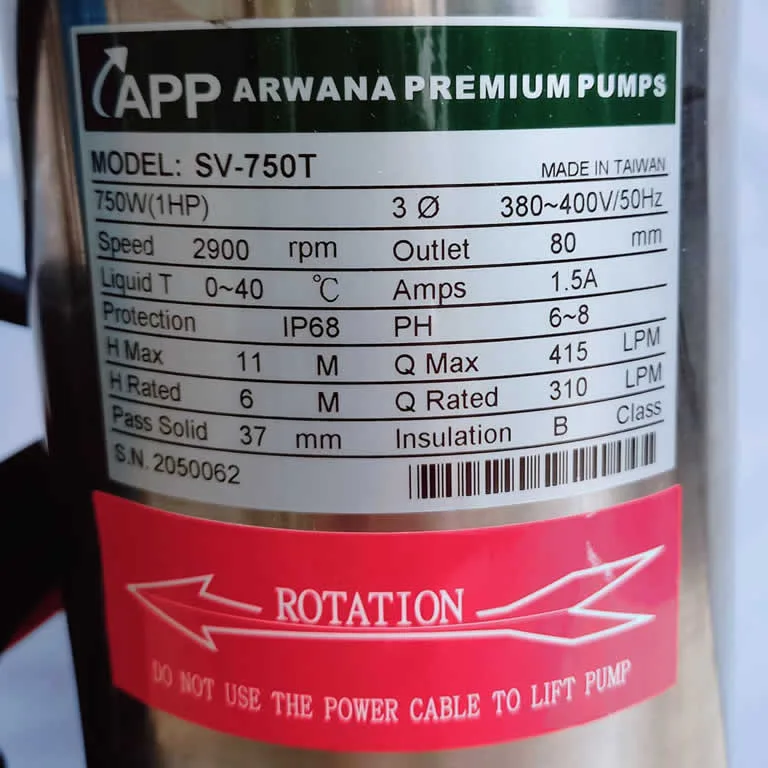 APP ARWANA PREMIUM PUMPS
MODEL: SV-750T MADE IN TAIWAN
750W(1HP) 3 Ø 380~400V/50Hz
Speed 2900 rpm Outlet 80 mm
Liquid T 0~40 ℃ Amps 1.5A
Protection IP68 PH 6~8
H Max 11 M Q Max 415 LPM
H Rated 6 M Q Rated 310 LPM
Pass Solid 37 mm Insulation B Class
S.N. 2050062
ROTATION
DO NOT USE THE POWER CABLE TO LIFT PUMP